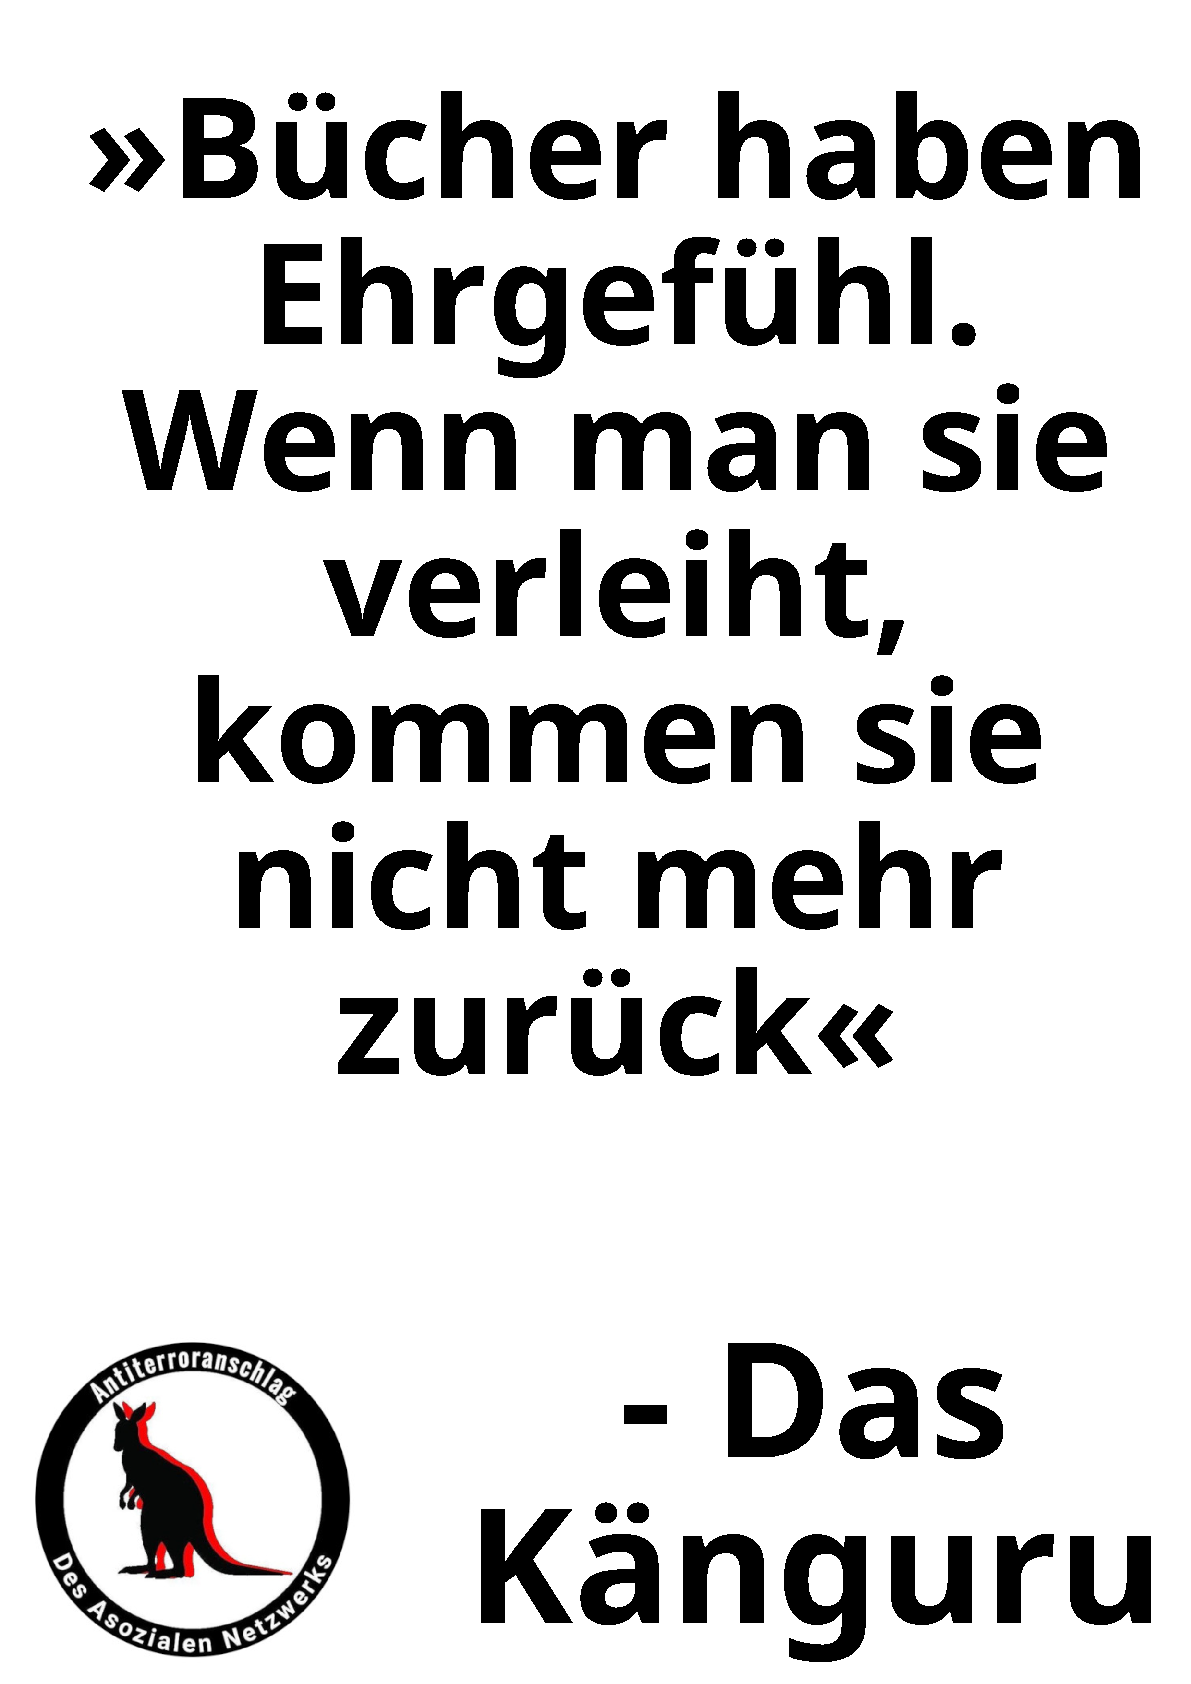 »Bücher haben
Ehrgefühl.
Wenn man sie
verleiht,
kommen sie
nicht mehr
zurück«
- Das
Känguru
Antiterroranschlag
Des Asozialen Netzwerks